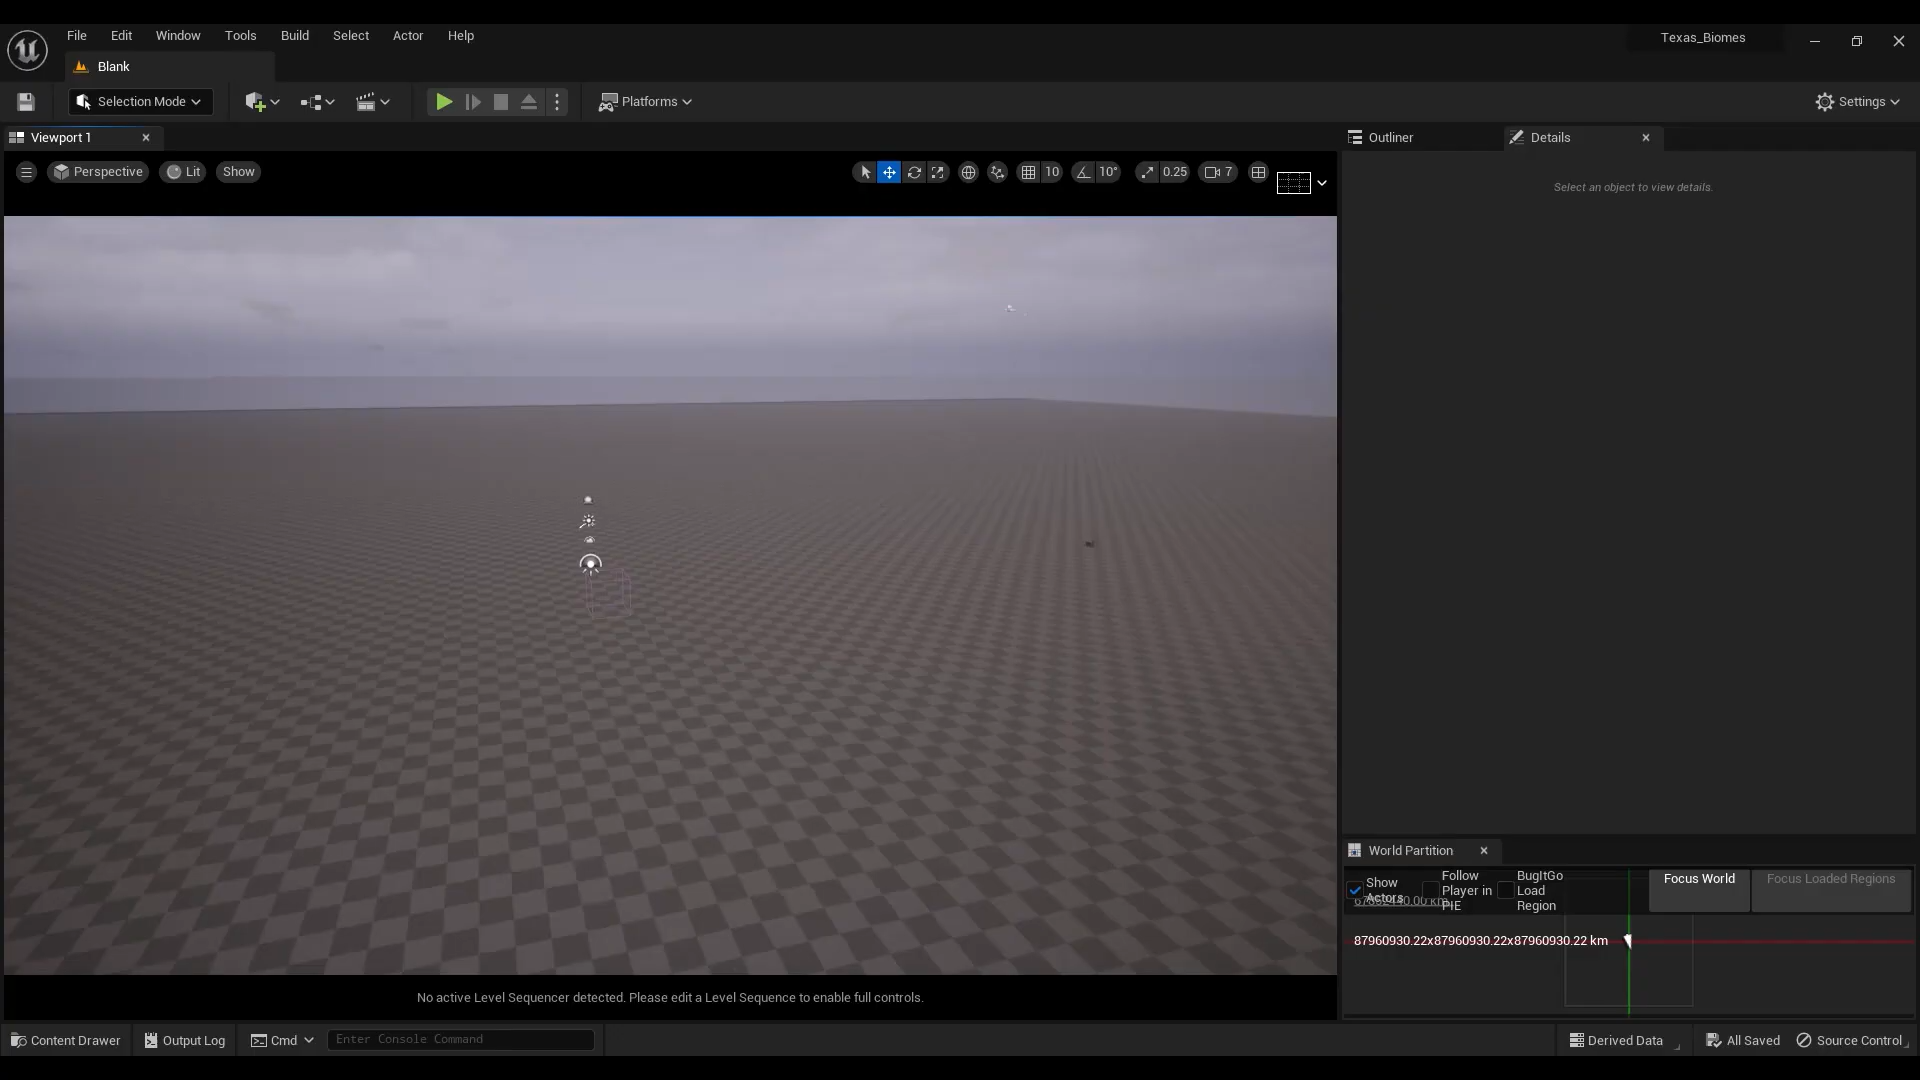 File Edit Window Tools Build Select Actor Help
Texas_Biomes
Blank
Selection Mode
Platforms
Settings
Viewport 1
Outliner
Details
Perspective
Lit
Show
10
10°
0.25
7
Select an object to view details.
No active Level Sequencer detected. Please edit a Level Sequence to enable full controls.
World Partition
Show
Actors
Follow
Player in
PIE
BugItGo
Load
Region
Focus World
Focus Loaded Regions
87960930.22x87960930.22x87960930.22 km
Content Drawer
Output Log
Cmd
Enter Console Command
Derived Data
All Saved
Source Control